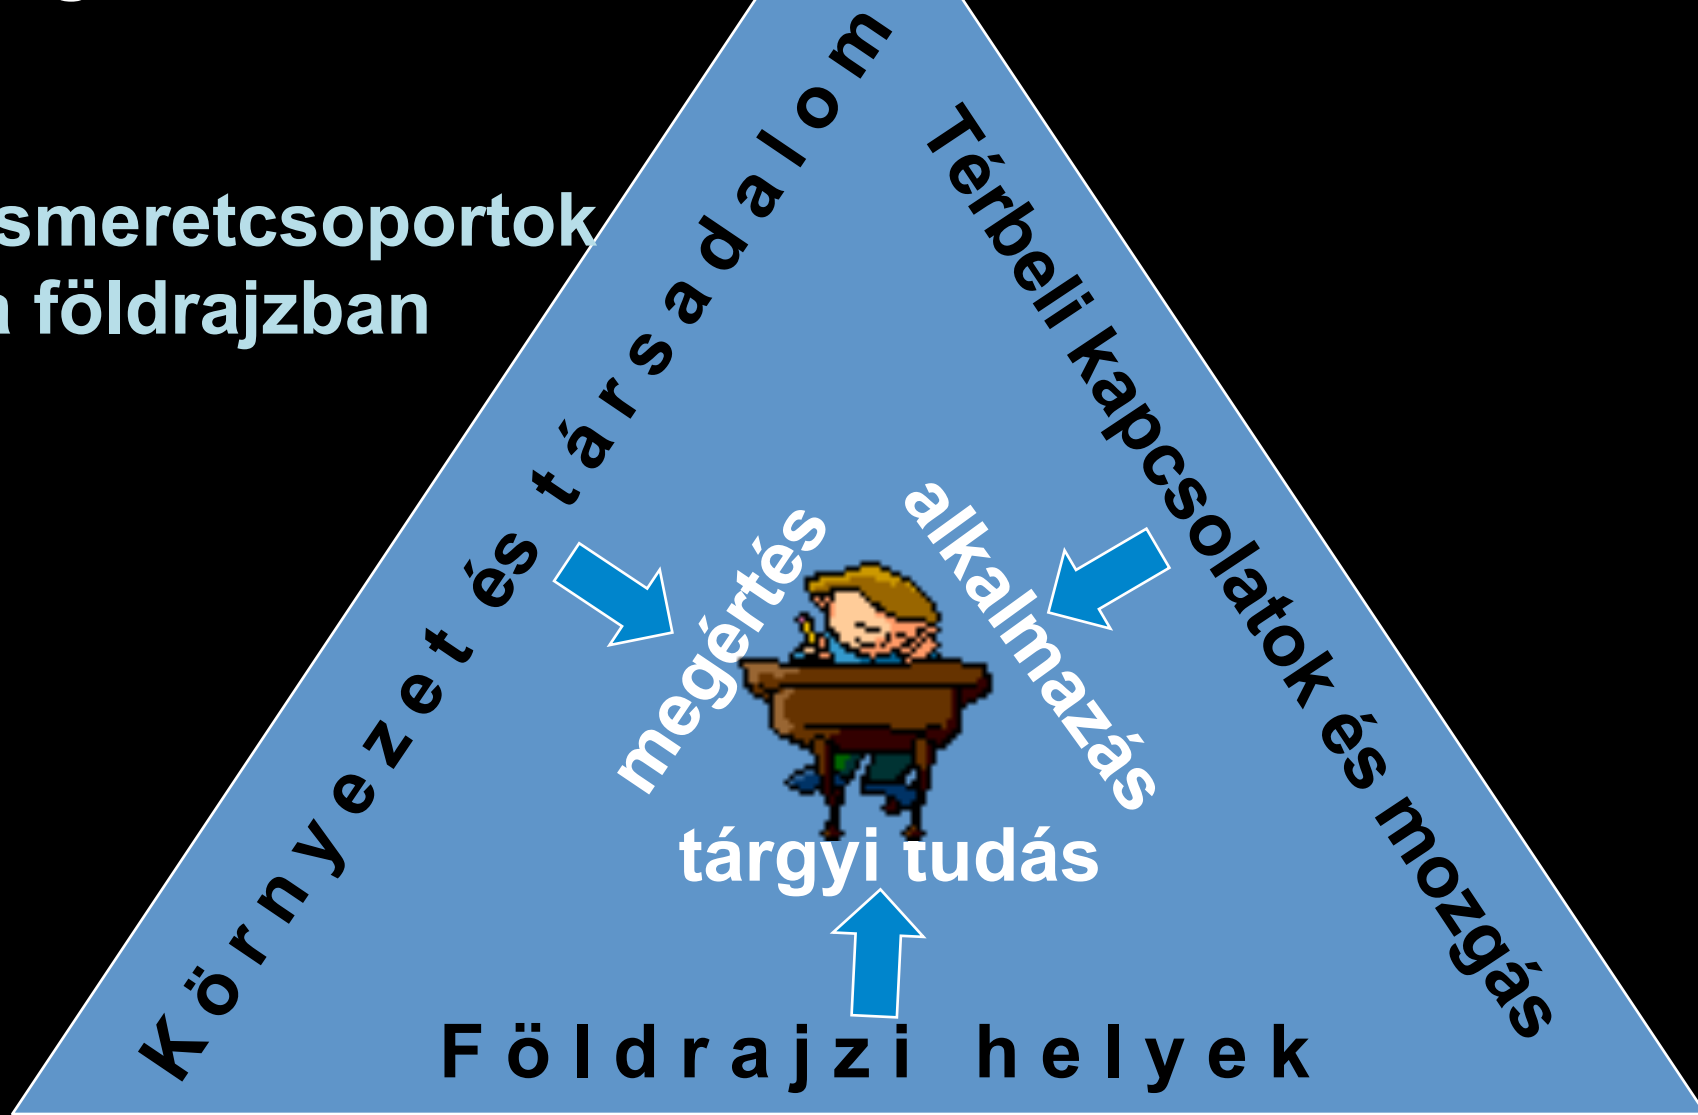 smeretcsoportok
a földrajzban
Környezet és társadalom
Térbeli kapcsolatok és mozgás
megértés
alkalmazás
tárgyi tudás
Földrajzi helyek